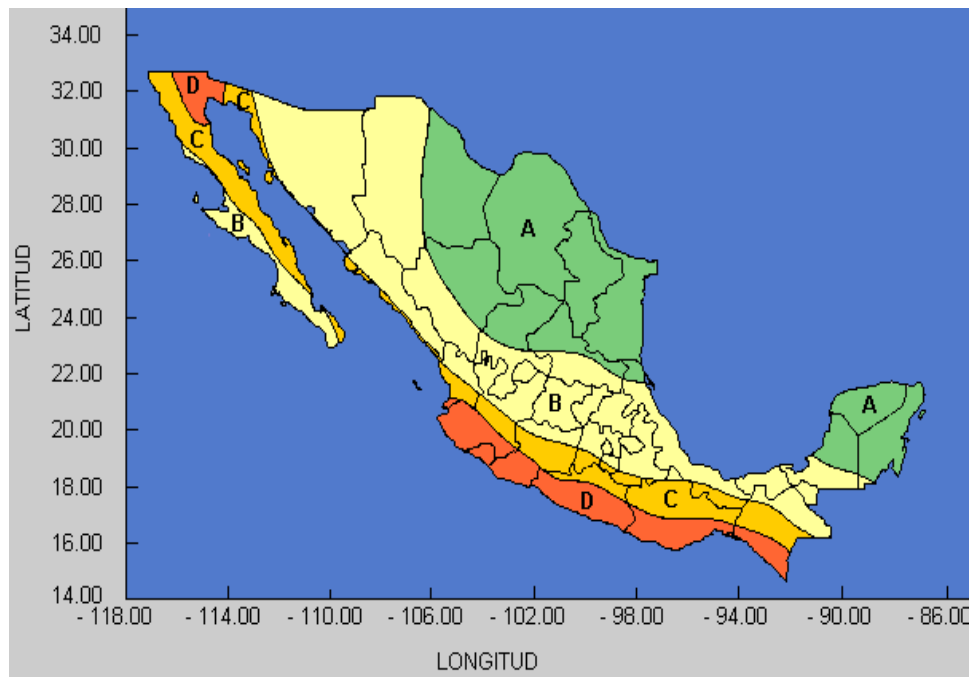 34.00
32.00
30.00
28.00
26.00
24.00
22.00
20.00
18.00
16.00
14.00
LATITUD
D
C
C
B
A
B
A
C
D
- 118.00 - 114.00 - 110.00 - 106.00 - 102.00 - 98.00 - 94.00 - 90.00 - 86.00
LONGITUD